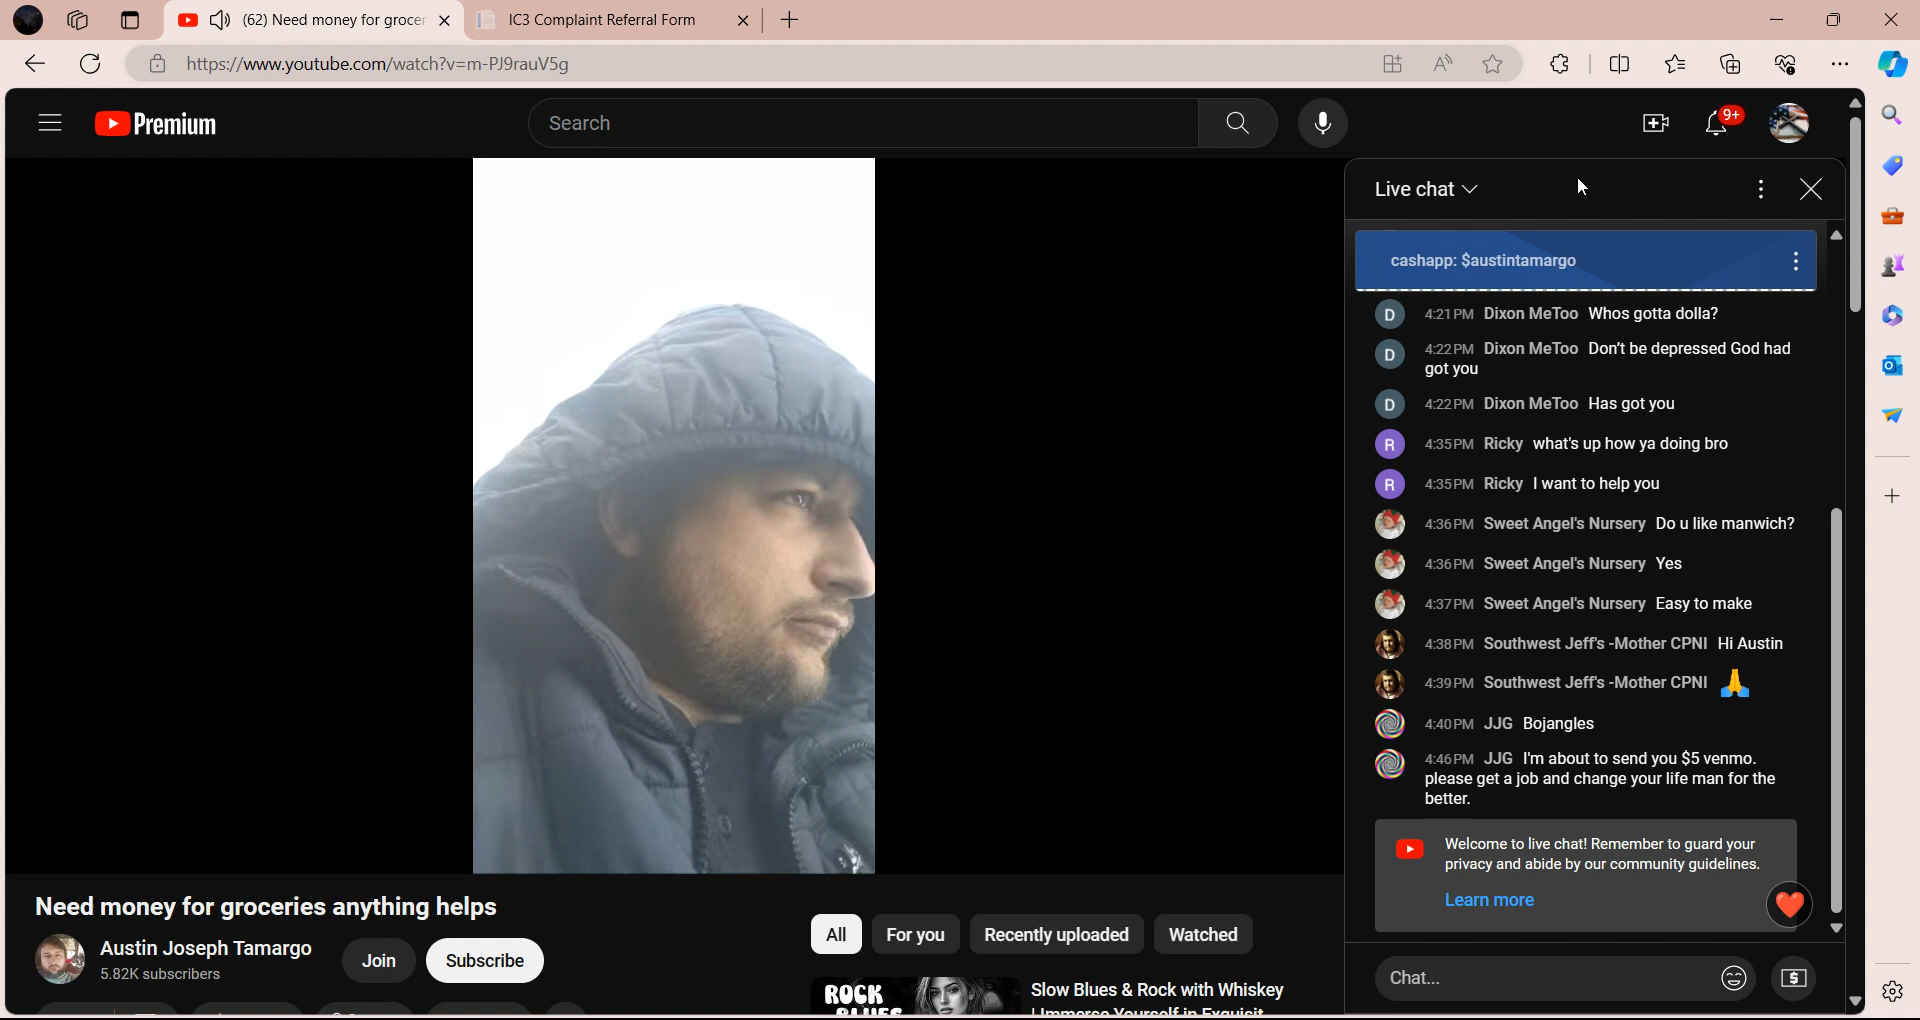 (62) Need money for grocer
IC3 Complaint Referral Form
https://www.youtube.com/watch?v=m-PJ9rauV5g
Premium
Search
9+
Live chat
cashapp: $austintamargo
D 4:21 PM Dixon MeToo Whos gotta dolla?
D 4:22 PM Dixon MeToo Don't be depressed God had
got you
D 4:22 PM Dixon MeToo Has got you
R 4:35 PM Ricky what's up how ya doing bro
R 4:35 PM Ricky I want to help you
4:36 PM Sweet Angel's Nursery Do u like manwich?
4:36 PM Sweet Angel's Nursery Yes
4:37 PM Sweet Angel's Nursery Easy to make
4:38 PM Southwest Jeff's -Mother CPNI Hi Austin
4:39 PM Southwest Jeff's -Mother CPNI 🙏
4:40 PM JJG Bojangles
4:46 PM JJG I'm about to send you $5 venmo.
please get a job and change your life man for the
better.
Welcome to live chat! Remember to guard your
privacy and abide by our community guidelines.
Learn more
Chat...
Need money for groceries anything helps
Austin Joseph Tamargo
5.82K subscribers
Join
Subscribe
All
For you
Recently uploaded
Watched
ROCK
BLUES
Slow Blues & Rock with Whiskey
| Immerse Yourself in Exquisit